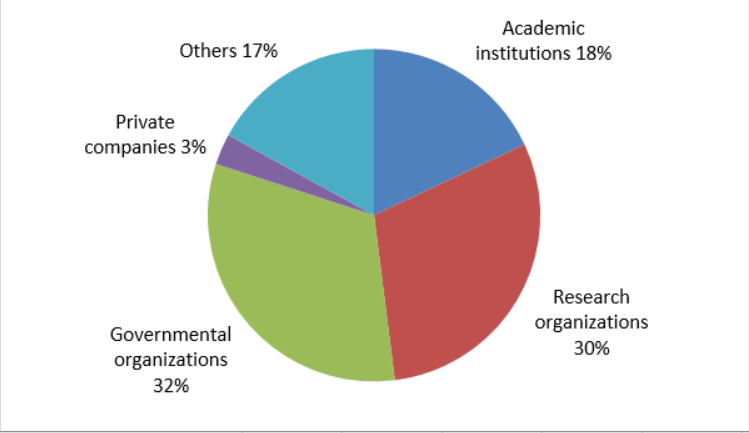 Academic
institutions 18%
Others 17%
Private
companies 3%
Research
organizations
30%
Governmental
organizations
32%